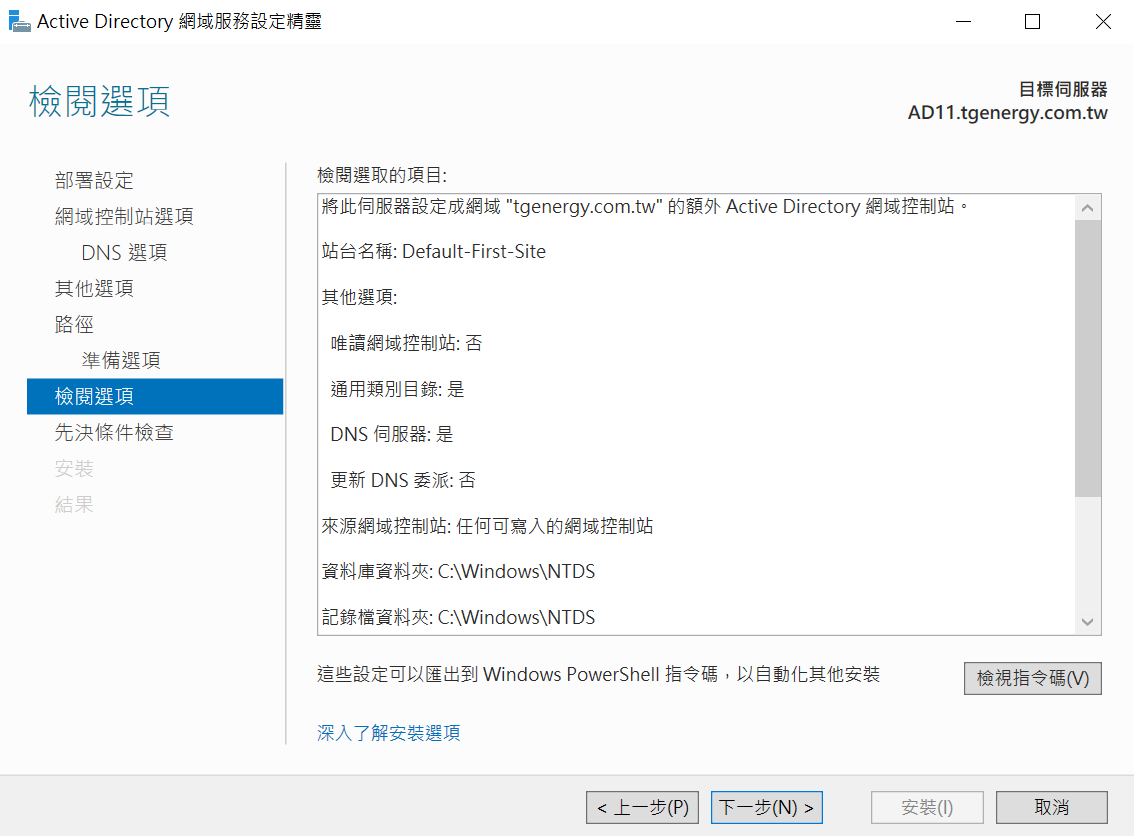 Active Directory 網域服務設定精靈
檢閱選項
目標伺服器
AD11.tgenergy.com.tw
部署設定
網域控制站選項
DNS 選項
其他選項
路徑
準備選項
檢閱選項
先決條件檢查
安裝
結果
檢閱選取的項目:
將此伺服器設定成網域 "tgenergy.com.tw" 的額外 Active Directory 網域控制站。
站台名稱: Default-First-Site
其他選項:
唯讀網域控制站: 否
通用類別目錄: 是
DNS 伺服器: 是
更新 DNS 委派: 否
來源網域控制站: 任何可寫入的網域控制站
資料庫資料夾: C:\Windows\NTDS
記錄檔資料夾: C:\Windows\NTDS
這些設定可以匯出到 Windows PowerShell 指令碼，以自動化其他安裝
檢視指令碼(V)
深入了解安裝選項
< 上一步(P)
下一步(N) >
安裝(I)
取消